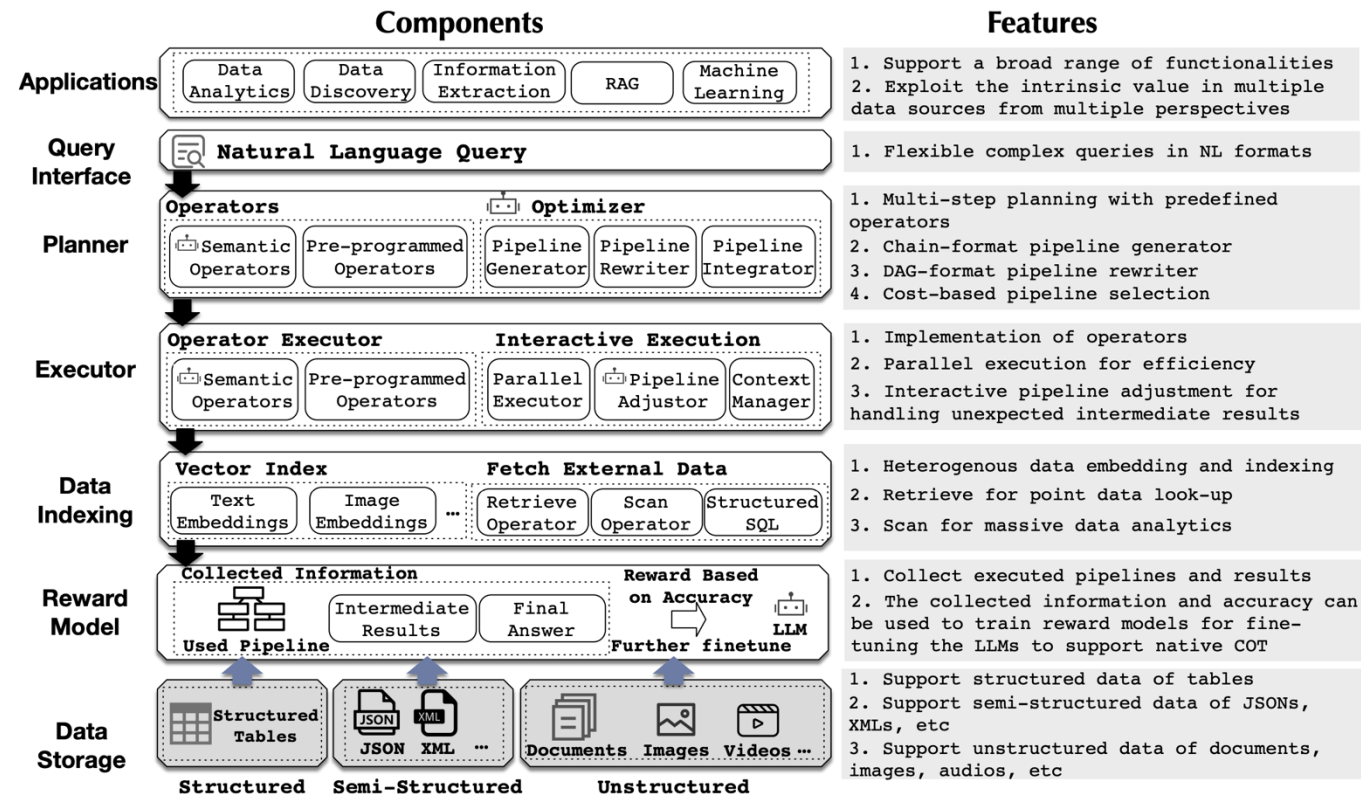 Components
Features
Applications
Data
Analytics
Data
Discovery
Information
Extraction
RAG
Machine
Learning
1. Support a broad range of functionalities
2. Exploit the intrinsic value in multiple
data sources from multiple perspectives
Query
Interface
Natural Language Query
1. Flexible complex queries in NL formats
Planner
Operators
Semantic
Operators
Pre-programmed
Operators
Optimizer
Pipeline
Generator
Pipeline
Rewriter
Pipeline
Integrator
1. Multi-step planning with predefined
operators
2. Chain-format pipeline generator
3. DAG-format pipeline rewriter
4. Cost-based pipeline selection
Executor
Operator Executor
Semantic
Operators
Pre-programmed
Operators
Interactive Execution
Parallel
Executor
Pipeline
Adjustor
Context
Manager
1. Implementation of operators
2. Parallel execution for efficiency
3. Interactive pipeline adjustment for
handling unexpected intermediate results
Data
Indexing
Vector Index
Text
Embeddings
Image
Embeddings
...
Fetch External Data
Retrieve
Operator
Scan
Operator
Structured
SQL
1. Heterogenous data embedding and indexing
2. Retrieve for point data look-up
3. Scan for massive data analytics
Reward
Model
Collected Information
Used Pipeline
Intermediate
Results
Final
Answer
Reward Based
on Accuracy
Further finetune
LLM
1. Collect executed pipelines and results
2. The collected information and accuracy can
be used to train reward models for fine-
tuning the LLMs to support native COT
Data
Storage
Structured
Tables
Structured
JSON
JSON
XML
XML
...
Semi-Structured
Documents
Images
Videos
...
Unstructured
1. Support structured data of tables
2. Support semi-structured data of JSONs,
XMLs, etc
3. Support unstructured data of documents,
images, audios, etc